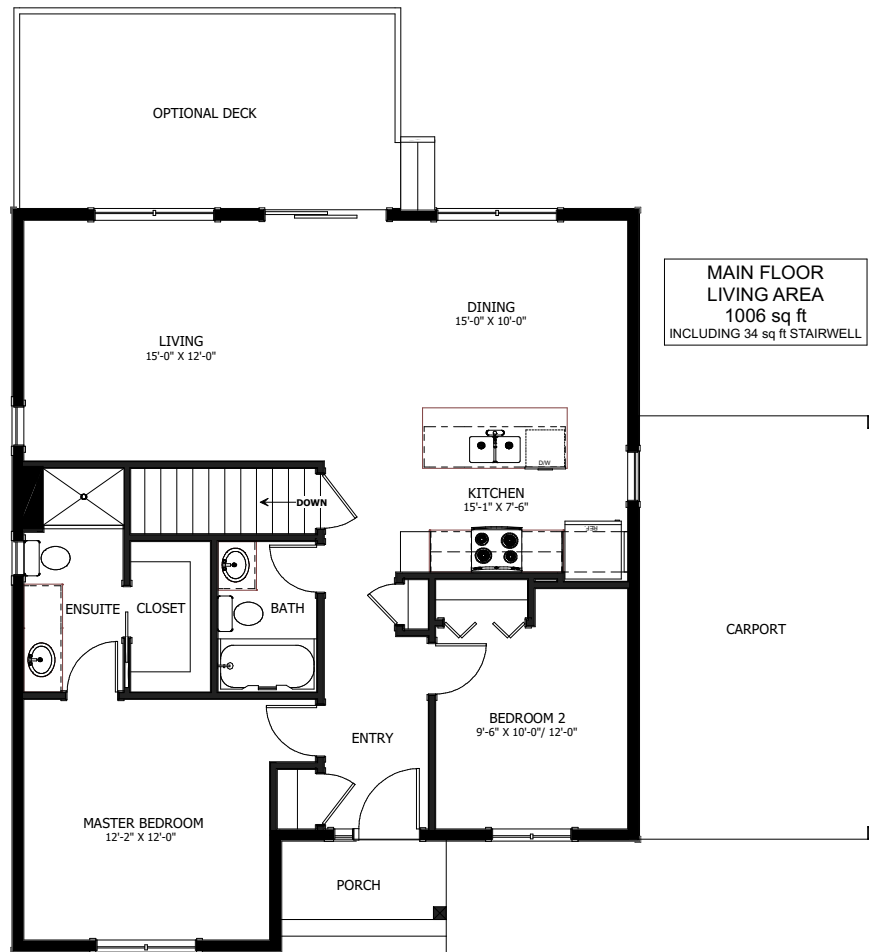 OPTIONAL DECK
MAIN FLOOR
LIVING AREA
1006 sq ft
INCLUDING 34 sq ft STAIRWELL
DINING
15'-0" X 10'-0"
LIVING
15'-0" X 12'-0"
D/W
KITCHEN
15'-1" X 7'-6"
DOWN
REF.
ENSUITE
CLOSET
BATH
CARPORT
BEDROOM 2
9'-6" X 10'-0"/ 12'-0"
ENTRY
MASTER BEDROOM
12'-2" X 12'-0"
PORCH